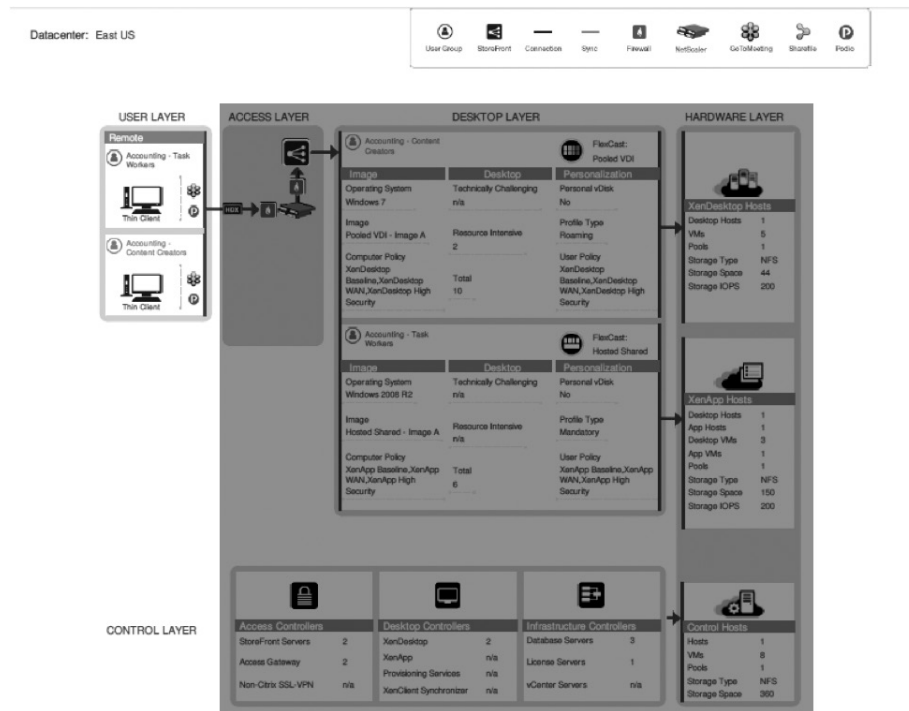 Datacenter: East US
User Group
StoreFront
Connection
Sync
Firewall
NetScaler
GoToMeeting
Sharefile
Podio
USER LAYER
ACCESS LAYER
DESKTOP LAYER
HARDWARE LAYER
Remote
Accounting - Task
Workers
Thin Client
Accounting -
Content Creators
Thin Client
HDX
Accounting - Content
Creators
FlexCast:
Pooled VDI
Image
Desktop
Personalization
Operating System
Windows 7
Technically Challenging
n/a
Personal vDisk
No
Image
Pooled VDI - Image A
Resource Intensive
2
Profile Type
Roaming
Computer Policy
XenDesktop
Baseline,XenDesktop
WAN,XenDesktop High
Security
Total
10
User Policy
XenDesktop
Baseline,XenDesktop
WAN,XenDesktop High
Security
XenDesktop Hosts
Desktop Hosts 1
VMs 5
Pools 1
Storage Type NFS
Storage Space 44
Storage IOPS 200
Accounting - Task
Workers
FlexCast:
Hosted Shared
Image
Desktop
Personalization
Operating System
Windows 2008 R2
Technically Challenging
n/a
Personal vDisk
No
Image
Hosted Shared - Image A
Resource Intensive
n/a
Profile Type
Mandatory
Computer Policy
XenApp Baseline,XenApp
WAN,XenApp High
Security
Total
6
User Policy
XenApp Baseline,XenApp
WAN,XenApp High
Security
XenApp Hosts
Desktop Hosts 1
App Hosts 1
Desktop VMs 3
App VMs 1
Pools 1
Storage Type NFS
Storage Space 150
Storage IOPS 200
CONTROL LAYER
Access Controllers
StoreFront Servers 2
Access Gateway 2
Non-Citrix SSL-VPN n/a
Desktop Controllers
XenDesktop 2
XenApp n/a
Provisioning Services n/a
XenClient Synchronizer n/a
Infrastructure Controllers
Database Servers 3
License Servers 1
vCenter Servers n/a
Control Hosts
Hosts 1
VMs 8
Pools 1
Storage Type NFS
Storage Space 360